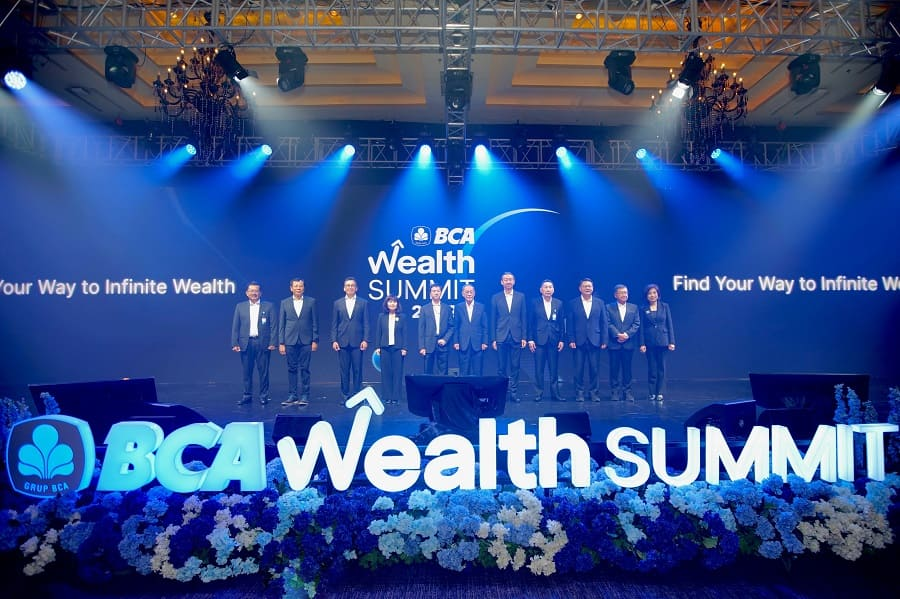 BCA
Wealth
SUMMIT
Your Way to Infinite Wealth
Find Your Way to Infinite
GRUP BCA
BCA Wealth SUMMIT